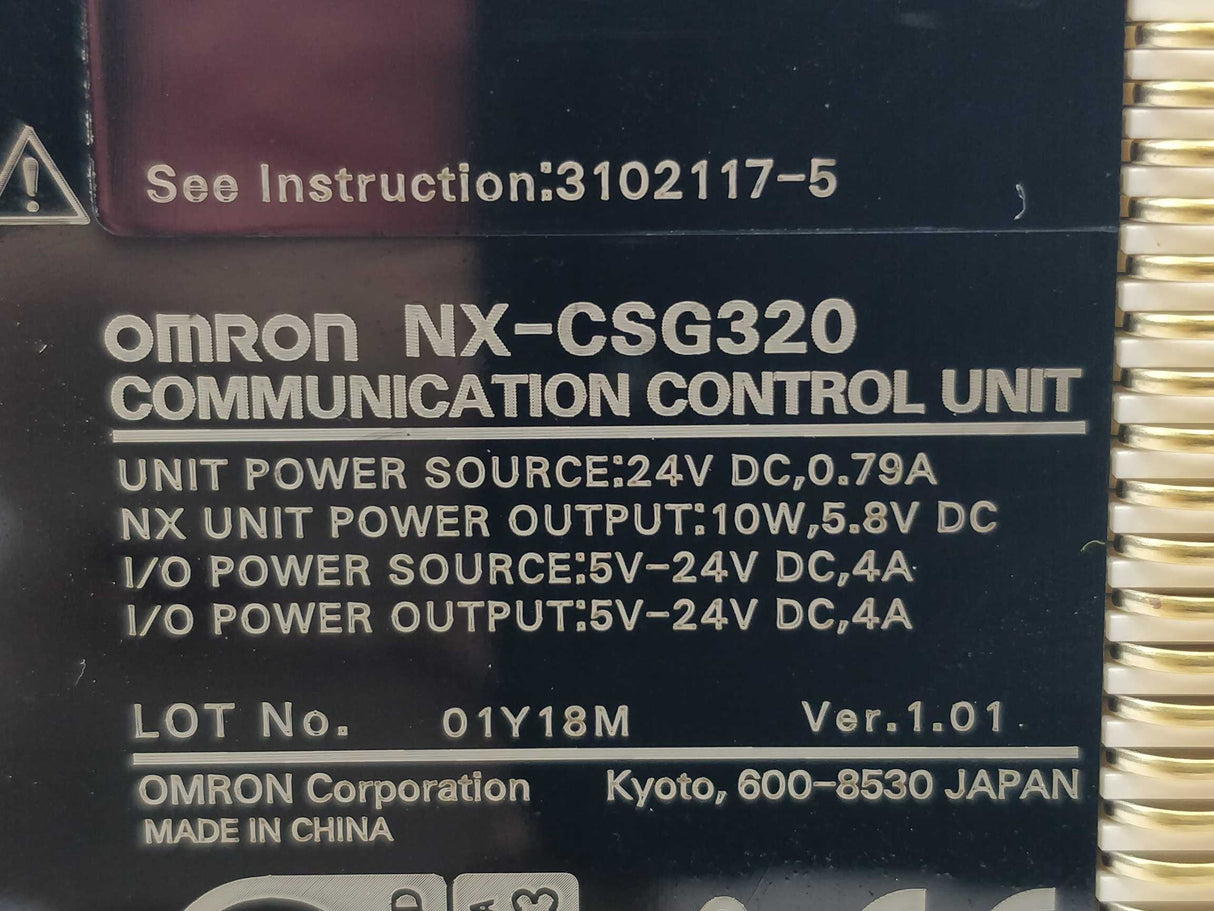 See Instruction:3102117-5
OMRON NX-CSG320
COMMUNICATION CONTROL UNIT
UNIT POWER SOURCE:24V DC,0.79A
NX UNIT POWER OUTPUT:10W,5.8V DC
I/O POWER SOURCE:5V-24V DC,4A
I/O POWER OUTPUT:5V-24V DC,4A
LOT No. 01Y18M Ver.1.01
OMRON Corporation Kyoto, 600-8530 JAPAN
MADE IN CHINA